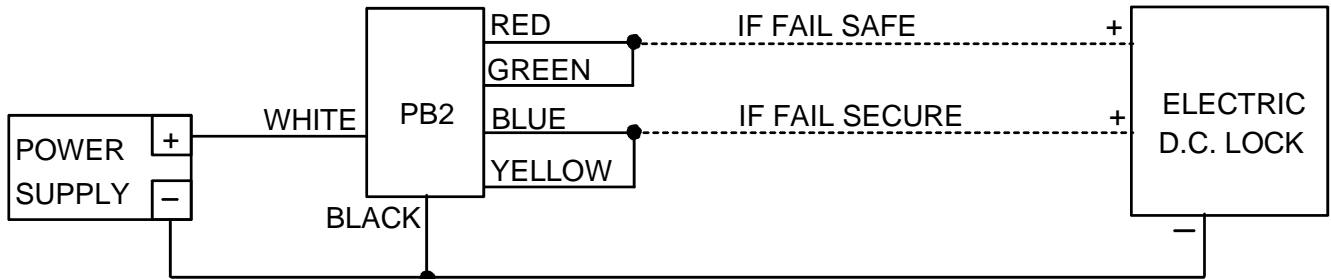 RED
IF FAIL SAFE
+
GREEN
PB2
WHITE
BLUE
IF FAIL SECURE
+
YELLOW
BLACK
POWER
SUPPLY
+
−
ELECTRIC
D.C. LOCK
−